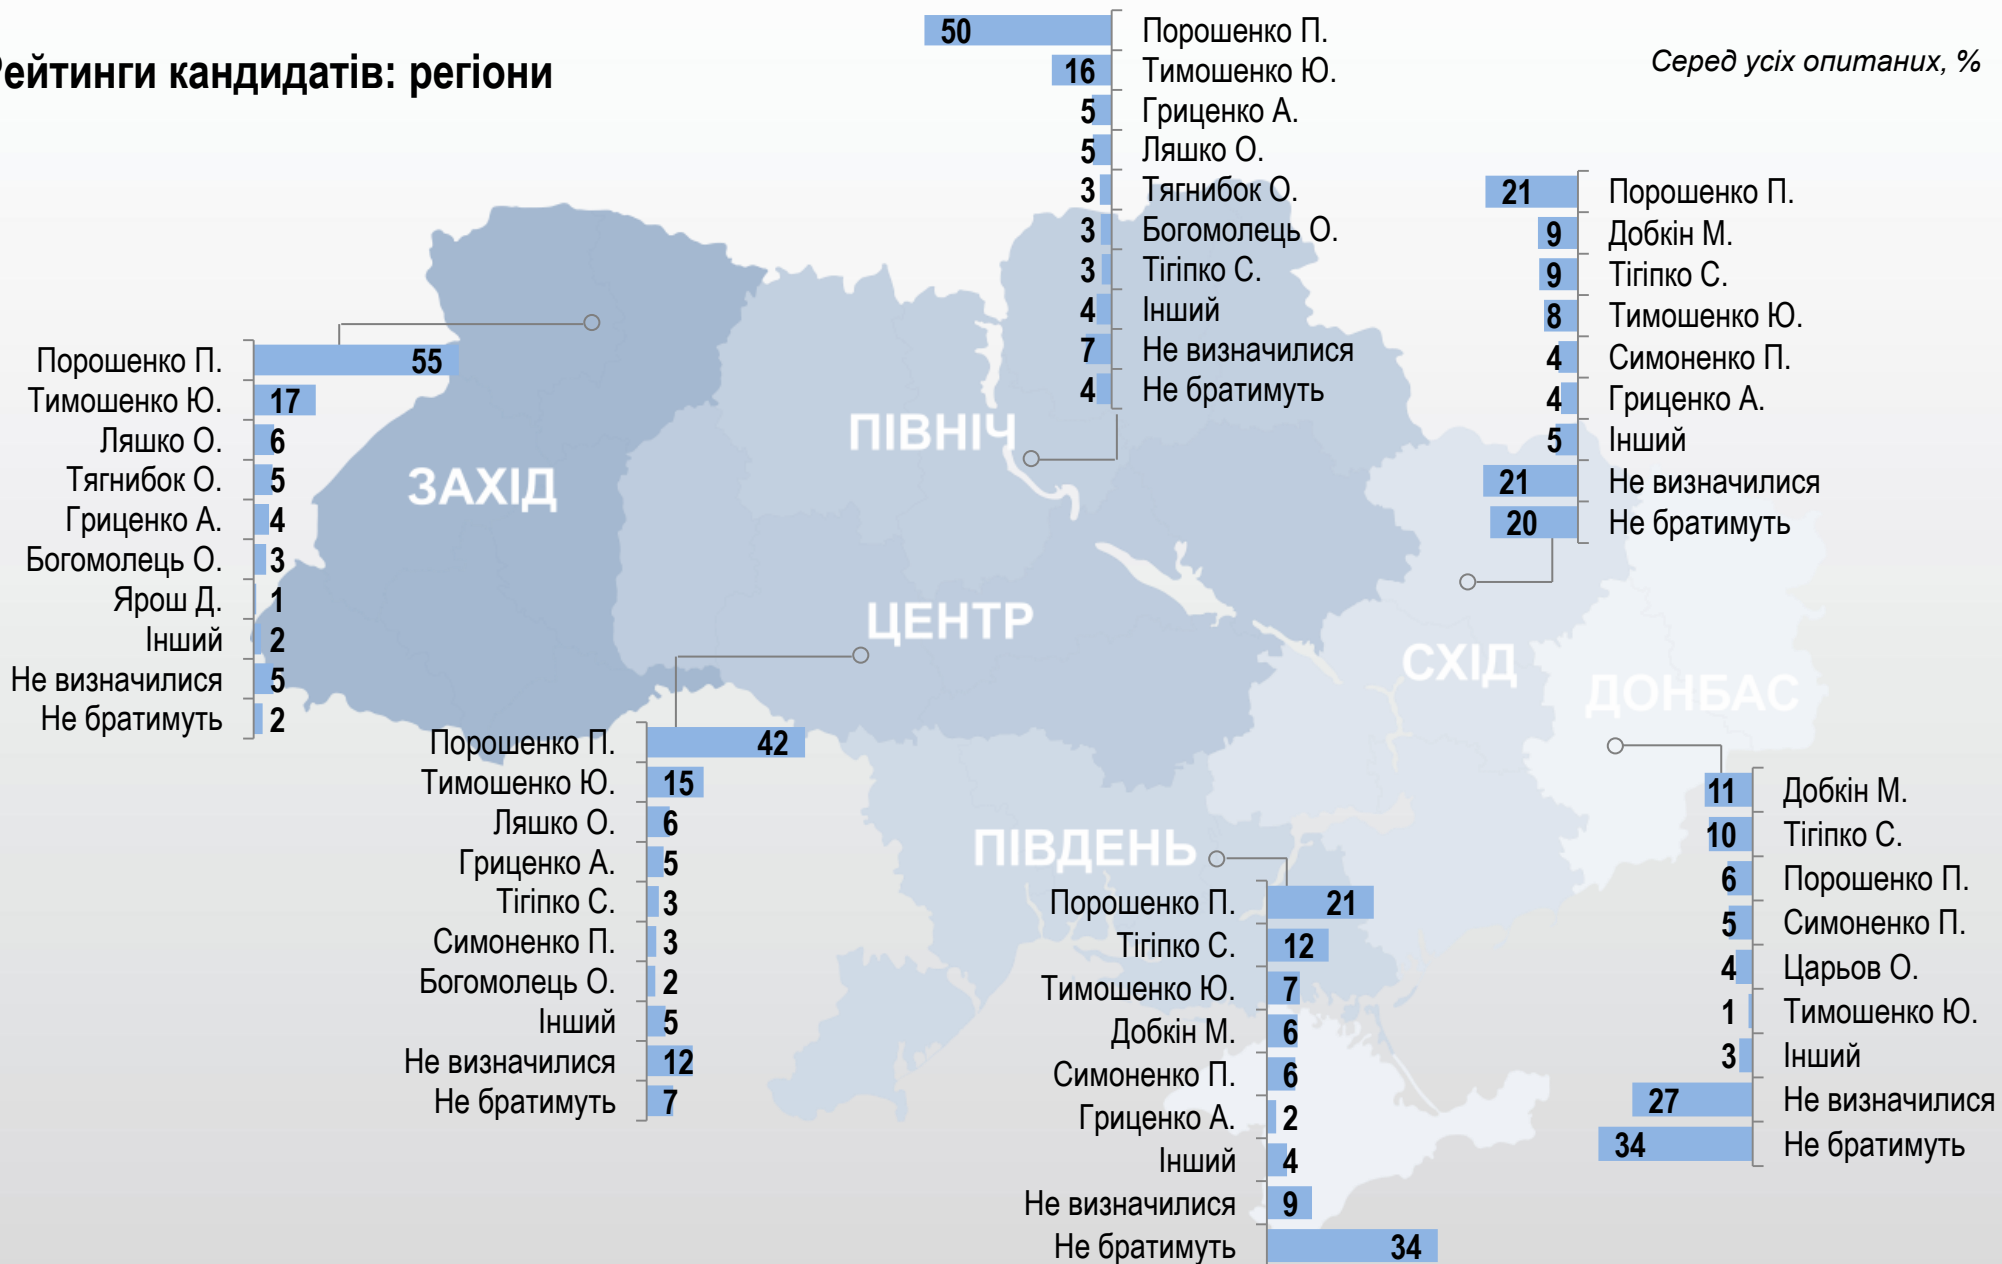 Рейтинги кандидатів: регіони
Серед усіх опитаних, %
50 Порошенко П.
16 Тимошенко Ю.
5 Гриценко А.
5 Ляшко О.
3 Тягнибок О.
3 Богомолець О.
3 Тігіпко С.
4 Інший
7 Не визначилися
4 Не братимуть
21 Порошенко П.
9 Добкін М.
9 Тігіпко С.
8 Тимошенко Ю.
4 Симоненко П.
4 Гриценко А.
5 Інший
21 Не визначилися
20 Не братимуть
Порошенко П. 55
Тимошенко Ю. 17
Ляшко О. 6
Тягнибок О. 5
Гриценко А. 4
Богомолець О. 3
Ярош Д. 1
Інший 2
Не визначилися 5
Не братимуть 2
ЗАХІД
ПІВНІЧ
ЦЕНТР
СХІД
ДОНБАС
ПІВДЕНЬ
Порошенко П. 42
Тимошенко Ю. 15
Ляшко О. 6
Гриценко А. 5
Тігіпко С. 3
Симоненко П. 3
Богомолець О. 2
Інший 5
Не визначилися 12
Не братимуть 7
Порошенко П. 21
Тігіпко С. 12
Тимошенко Ю. 7
Добкін М. 6
Симоненко П. 6
Гриценко А. 2
Інший 4
Не визначилися 9
Не братимуть 34
11 Добкін М.
10 Тігіпко С.
6 Порошенко П.
5 Симоненко П.
4 Царьов О.
1 Тимошенко Ю.
3 Інший
27 Не визначилися
34 Не братимуть